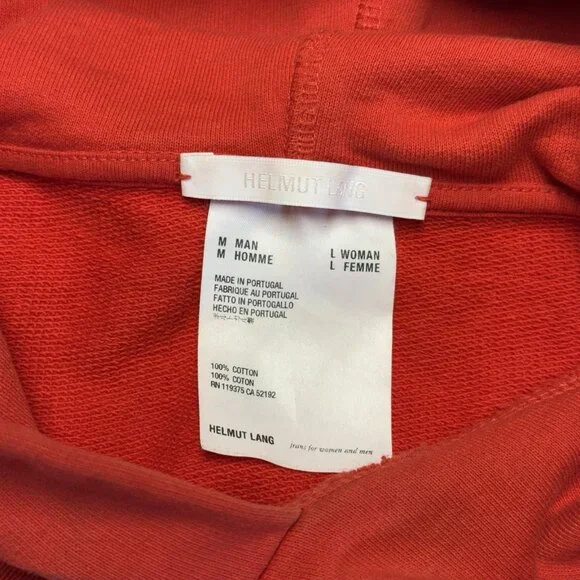 HELMUT LANG
M MAN L WOMAN
M HOMME L FEMME
MADE IN PORTUGAL
FABRIQUE AU PORTUGAL
FATTO IN PORTOGALLO
HECHO EN PORTUGAL
100% COTTON
100% COTON
RN 119375 CA 52192
HELMUT LANG jeans for women and men